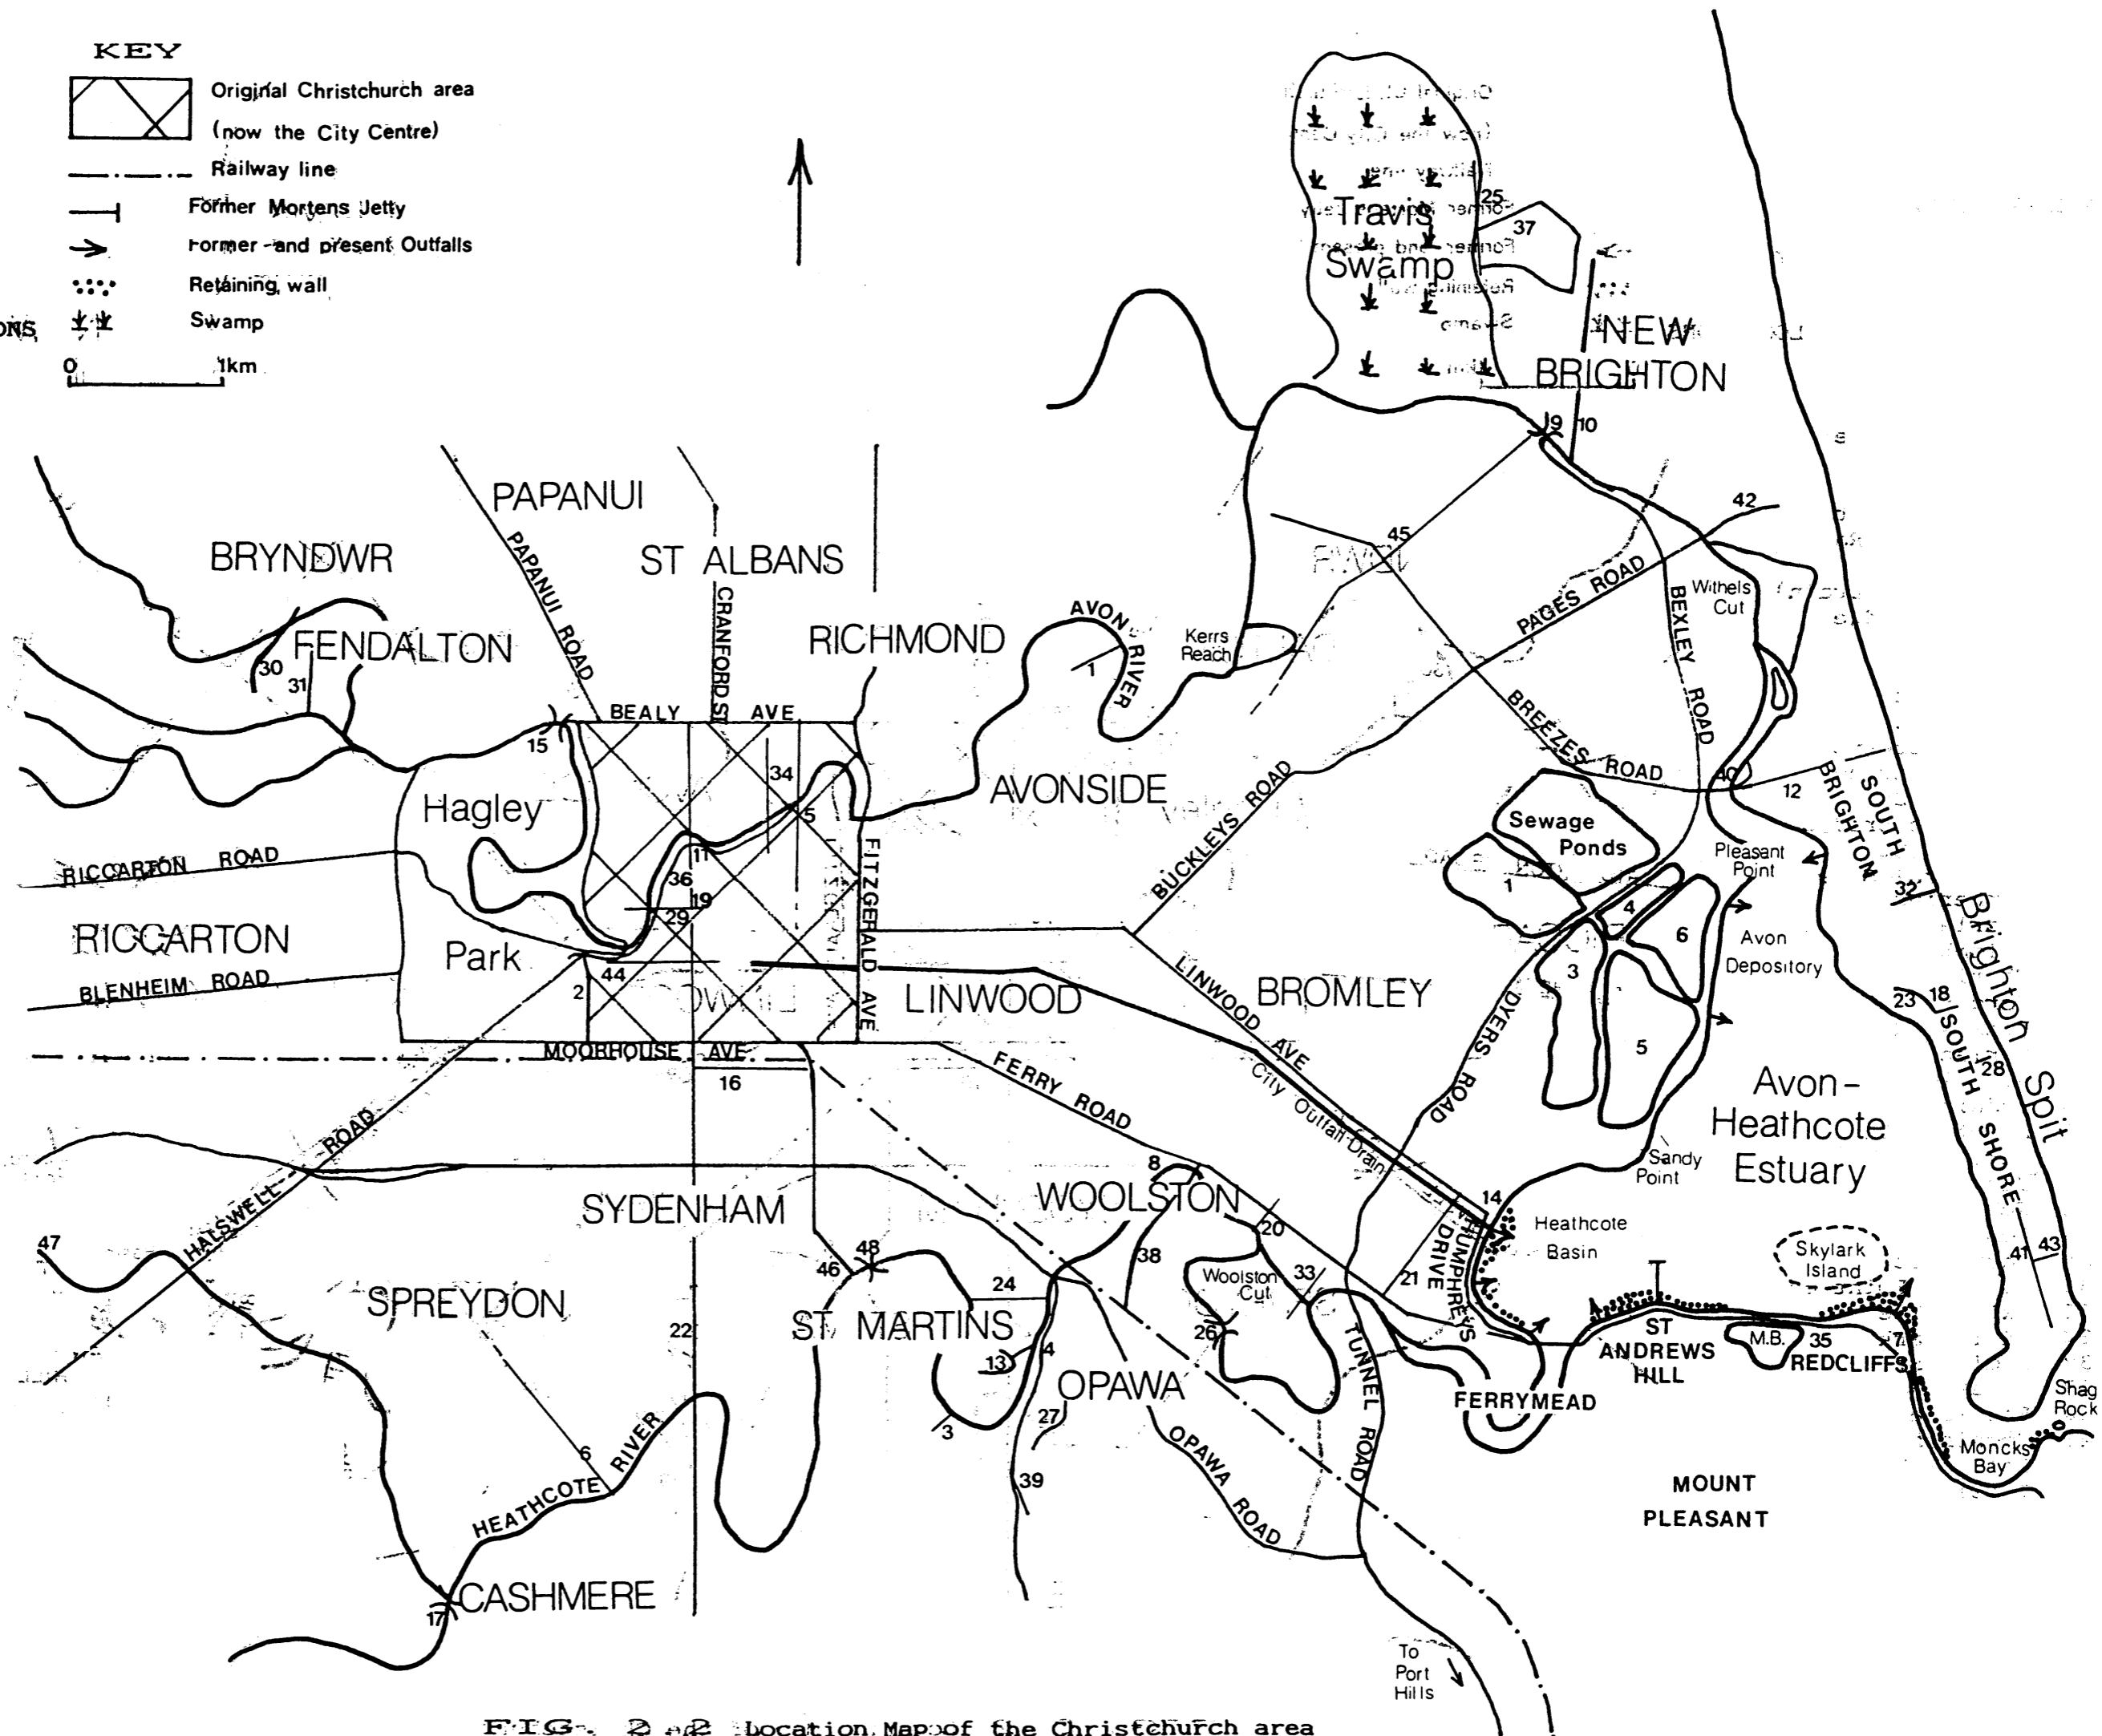 KEY
Original Christchurch area
(now the City Centre)
Railway line
Former Mortens Jetty
Former and present Outfalls
Retaining wall
Swamp
ONS
0 1km
Travis
Swamp
25
37
NEW
BRIGHTON
9
10
42
45
PAPANUI
BRYNDWR
ST ALBANS
PAPANUI ROAD
CRANFORD ST
FENDALTON
30
31
RICHMOND
AVON RIVER
1
Kerrs
Reach
PAGES ROAD
BEXLEY ROAD
Withels
Cut
BREEZES ROAD
BEALY AVE
15
34
5
Hagley
Park
AVONSIDE
BUCKLEYS ROAD
40
12
SOUTH
BRIGHTON
Sewage
Ponds
1
4
6
3
5
Pleasant
Point
32
Brighton Spit
RICCARTON ROAD
RICCARTON
BLENHEIM ROAD
11
36
19
29
44
2
FITZGERALD AVE
LINWOOD
LINWOOD AVE
BROMLEY
DYERS ROAD
Avon
Depository
23
18
SOUTH SHORE
28
MOORHOUSE AVE
16
FERRY ROAD
City Outfall Drain
Avon-
Heathcote
Estuary
Sandy
Point
HALSWELL ROAD
8
WOOLSTON
14
Heathcote
Basin
Skylark
Island
41
43
SYDENHAM
47
48
46
24
38
20
Woolston
Cut
33
21
HUMPHREYS
DRIVE
SPREYDON
22
ST MARTINS
13
4
26
TUNNEL ROAD
ST
ANDREWS
HILL
M.B.
35
7
REDCLIFFS
OPAWA
27
3
39
FERRYMEAD
Shag
Rock
Moncks
Bay
6
HEATHCOTE RIVER
OPAWA ROAD
MOUNT
PLEASANT
CASHMERE
17
To
Port
Hills
FIG. 2.2 Location Map of the Christchurch area